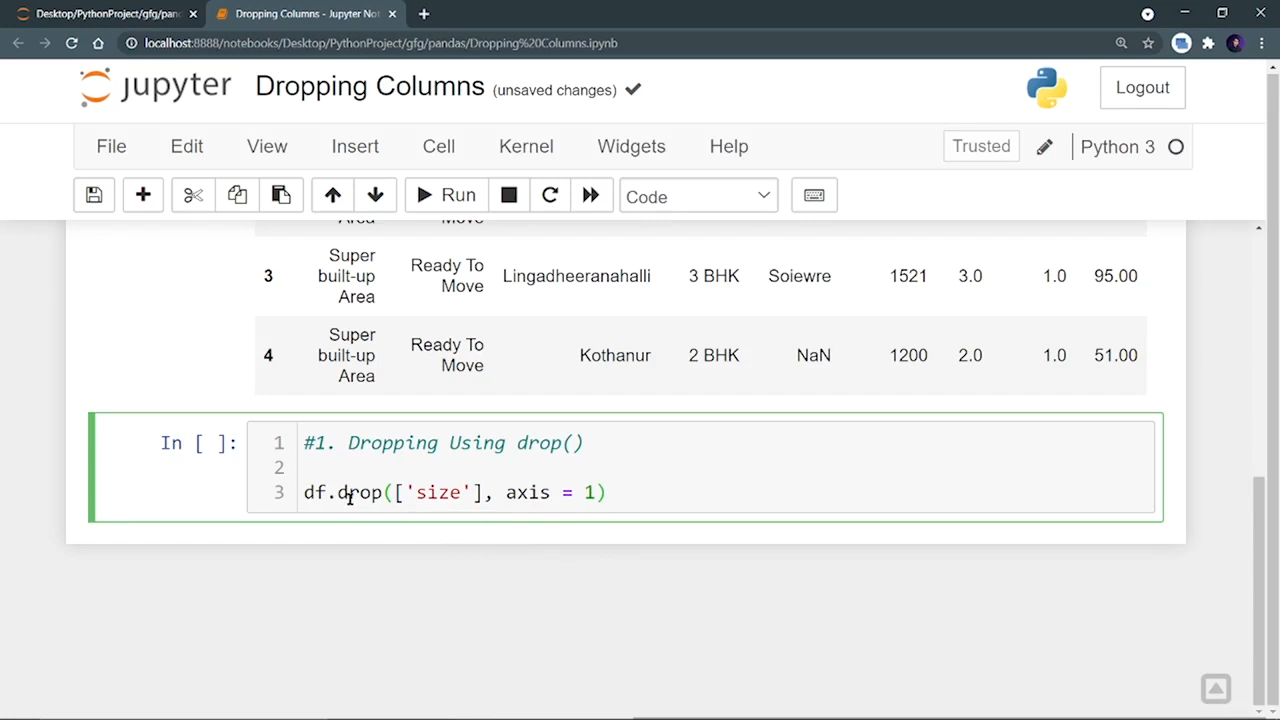 Desktop/PythonProject/gfg/pan
Dropping Columns - Jupyter Not
localhost:8888/notebooks/Desktop/PythonProject/gfg/pandas/Dropping%20Columns.ipynb
jupyter Dropping Columns (unsaved changes) Logout
File Edit View Insert Cell Kernel Widgets Help Trusted Python 3
Run Code
Area Move
3 Super built-up Area Ready To Move Lingadheeranahalli 3 BHK Soiewre 1521 3.0 1.0 95.00
4 Super built-up Area Ready To Move Kothanur 2 BHK NaN 1200 2.0 1.0 51.00
In [ ]: 1 #1. Dropping Using drop()
2
3 df.drop(['size'], axis = 1)